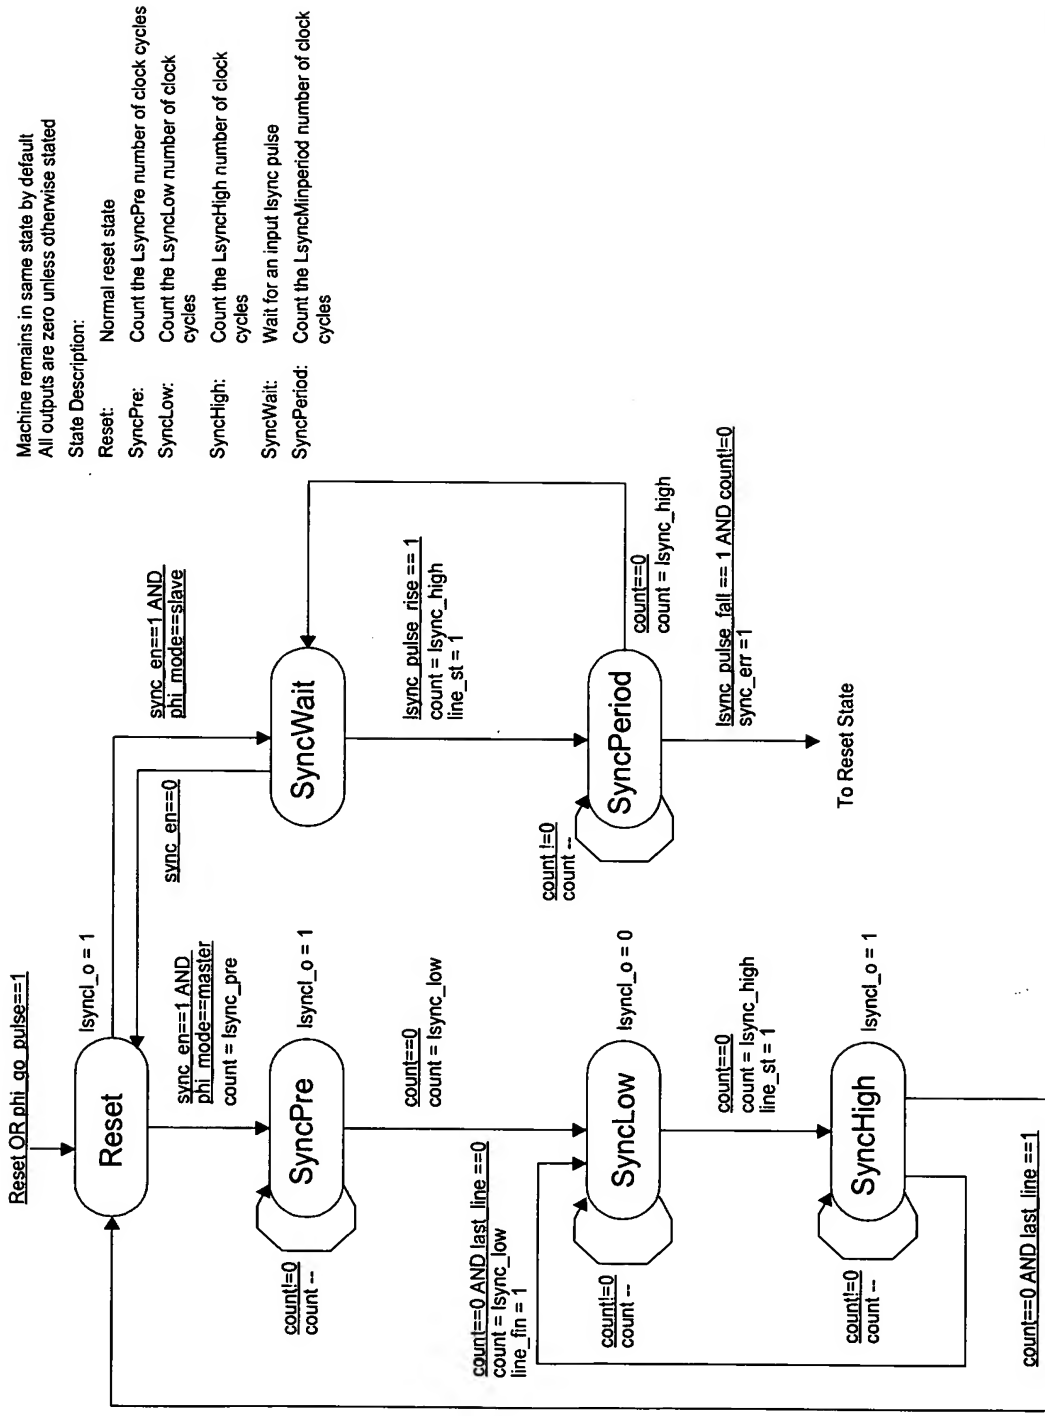 Machine remains in same state by default
All outputs are zero unless otherwise stated
State Description:
Reset: Normal reset state
SyncPre: Count the LsyncPre number of clock cycles
SyncLow: Count the LsyncLow number of clock
cycles
SyncHigh: Count the LsyncHigh number of clock
cycles
SyncWait: Wait for an input lsync pulse
SyncPeriod: Count the LsyncMinperiod number of clock
cycles
Reset OR phi_go_pulse==1
Reset
lsyncl_o = 1
sync_en==1 AND
phi_mode==slave
sync_en==0
sync_en==1 AND
phi_mode==master
count = lsync_pre
SyncPre
lsyncl_o = 1
count!=0
count --
SyncWait
lsync_pulse_rise == 1
count = lsync_high
line_st = 1
count==0
count = lsync_low
count==0 AND last_line ==0
count = lsync_low
line_fin = 1
SyncLow
lsyncl_o = 0
count!=0
count --
SyncPeriod
count !=0
count --
count==0
count = lsync_high
lsync_pulse_fall == 1 AND count!=0
sync_err =1
To Reset State
count==0
count = lsync_high
line_st = 1
SyncHigh
lsyncl_o = 1
count!=0
count --
count==0 AND last_line ==1